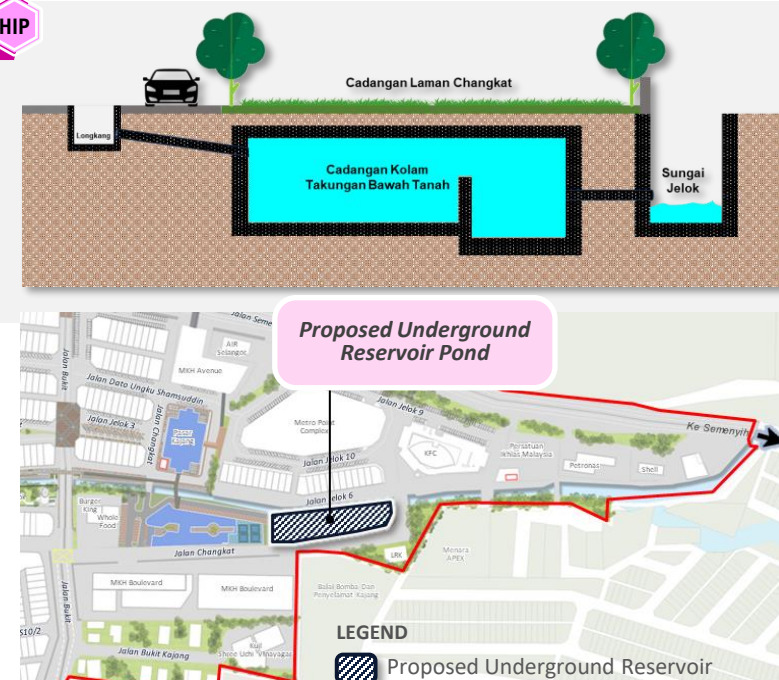 HIP
Cadangan Laman Changkat
Longkang
Cadangan Kolam
Takungan Bawah Tanah
Sungai
Jelok
Proposed Underground
Reservoir Pond
Jalan Seme
AIR
Selangor
MKH Avenue
Jalan Bukit
Jalan Dato Ungku Shamsuddin
Jalan Jelok 3
Jalan Changkat
Pasar
Kajang
Metro Point
Complex
Jalan Jelok 9
Jalan Jelok 10
KFC
Persatuan
Ikhlas Malaysia
Petronas
Shell
Ke Semenyih
Burger
King
Whole
Food
Jalan Jelok 6
Jalan Changkat
LRK
Menara
APEX
MKH Boulevard
MKH Boulevard
Balai Bomba Dan
Penyelamat Kajang
Jalan Bukit
S10/2
Jalan Bukit Kajang
Kuil
Shree Uchi Vinayagar
LEGEND
Proposed Underground Reservoir